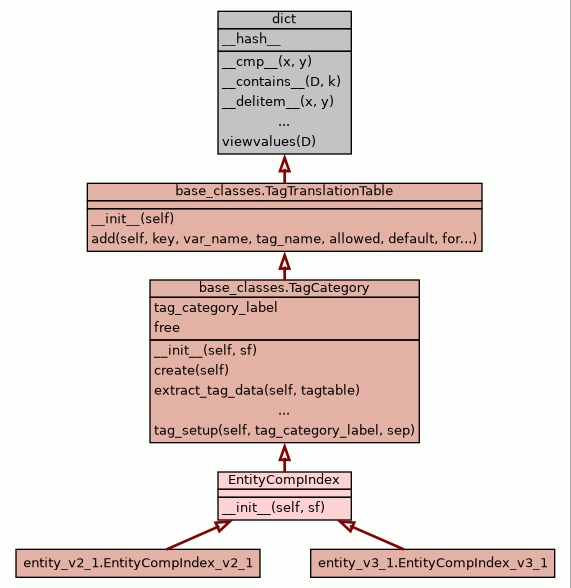 dict
__hash__
__cmp__(x, y)
__contains__(D, k)
__delitem__(x, y)
...
viewvalues(D)
base_classes.TagTranslationTable
__init__(self)
add(self, key, var_name, tag_name, allowed, default, for...)
base_classes.TagCategory
tag_category_label
free
__init__(self, sf)
create(self)
extract_tag_data(self, tagtable)
...
tag_setup(self, tag_category_label, sep)
EntityCompIndex
__init__(self, sf)
entity_v2_1.EntityCompIndex_v2_1
entity_v3_1.EntityCompIndex_v3_1